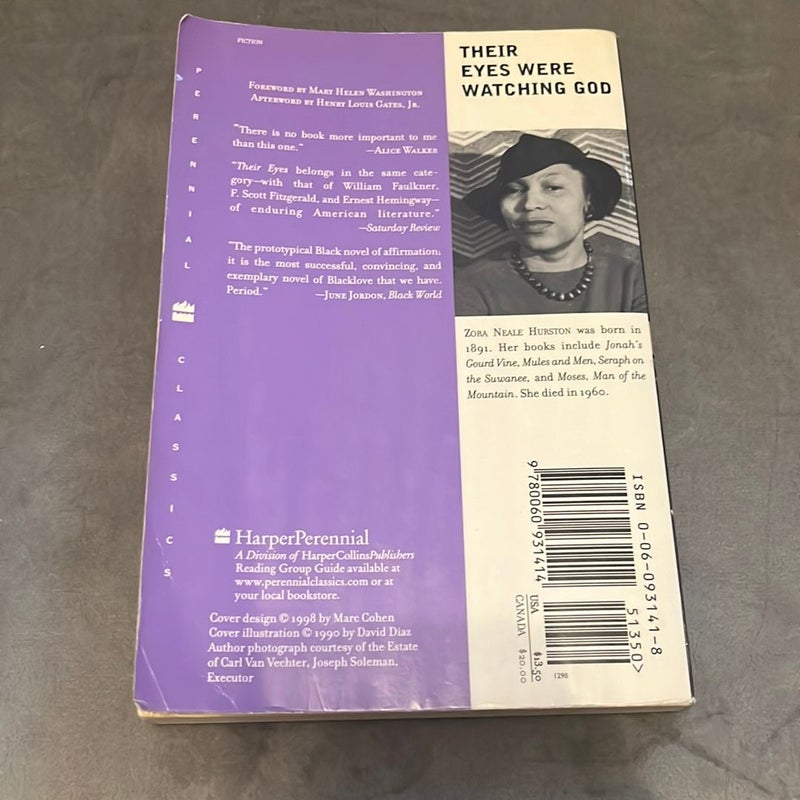 FICTION
THEIR
EYES WERE
WATCHING GOD
PERENNIAL CLASSICS
FOREWORD BY MARY HELEN WASHINGTON
AFTERWORD BY HENRY LOUIS GATES, JR.
"There is no book more important to me
than this one." —ALICE WALKER
"Their Eyes belongs in the same cate-
gory—with that of William Faulkner,
F. Scott Fitzgerald, and Ernest Hemingway—
of enduring American literature."
—Saturday Review
"The prototypical Black novel of affirmation;
it is the most successful, convincing, and
exemplary novel of Blacklove that we have.
Period." —JUNE JORDON, Black World
ZORA NEALE HURSTON was born in
1891. Her books include Jonah's
Gourd Vine, Mules and Men, Seraph on
the Suwanee, and Moses, Man of the
Mountain. She died in 1960.
HarperPerennial
A Division of HarperCollinsPublishers
Reading Group Guide available at
www.perennialclassics.com or at
your local bookstore.
Cover design © 1998 by Marc Cohen
Cover illustration © 1990 by David Diaz
Author photograph courtesy of the Estate
of Carl Van Vechter, Joseph Soleman,
Executor
ISBN 0-06-093141-8
9 780060 931414
51350>
USA $13.50
CANADA $20.00
1298